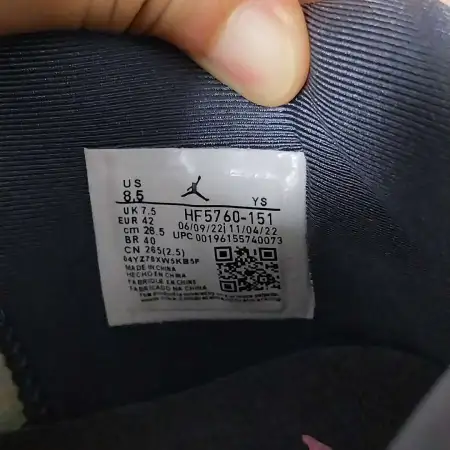 US
8.5
YS
UK 7.5
HF5760-151
EUR 42
06/09/22 11/04/22
cm 26.5
UPC 00196155740073
BR 40
CN 265(2.5)
MADE IN CHINA
HECHO EN CHINA
FABRIQUE EN CHINE
FABRICADO NA CHINA